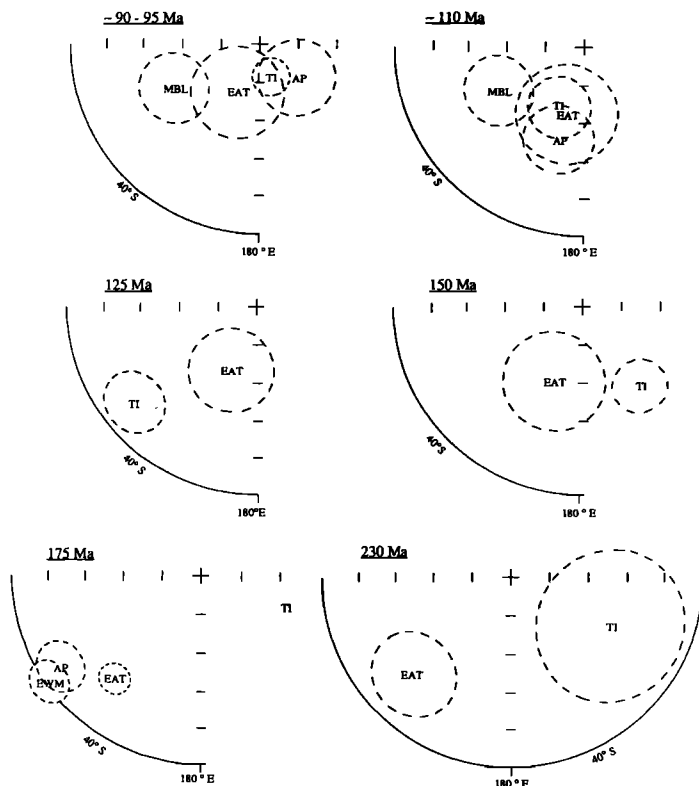 ~ 90 - 95 Ma
MBL
EAT
TI
AP
40° S
180° E
~ 110 Ma
MBL
TI
EAT
AP
40° S
180° E
125 Ma
EAT
TI
40° S
180°E
150 Ma
EAT
TI
40° S
180° E
175 Ma
TI
AP
EWM
EAT
40° S
180° E
230 Ma
TI
EAT
40° S
180° E